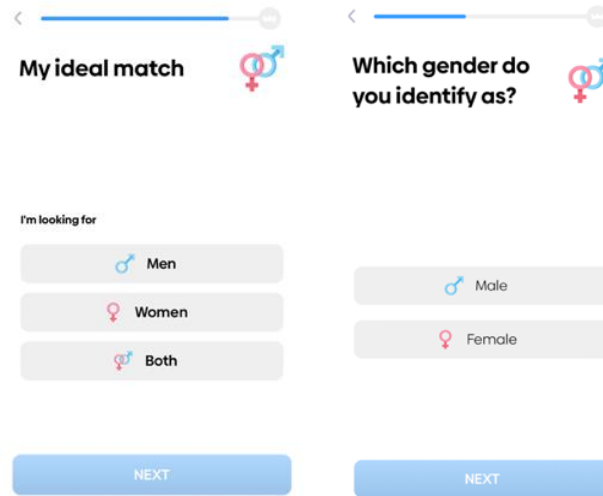 My ideal match
I'm looking for
Men
Women
Both
NEXT
Which gender do
you identify as?
Male
Female
NEXT